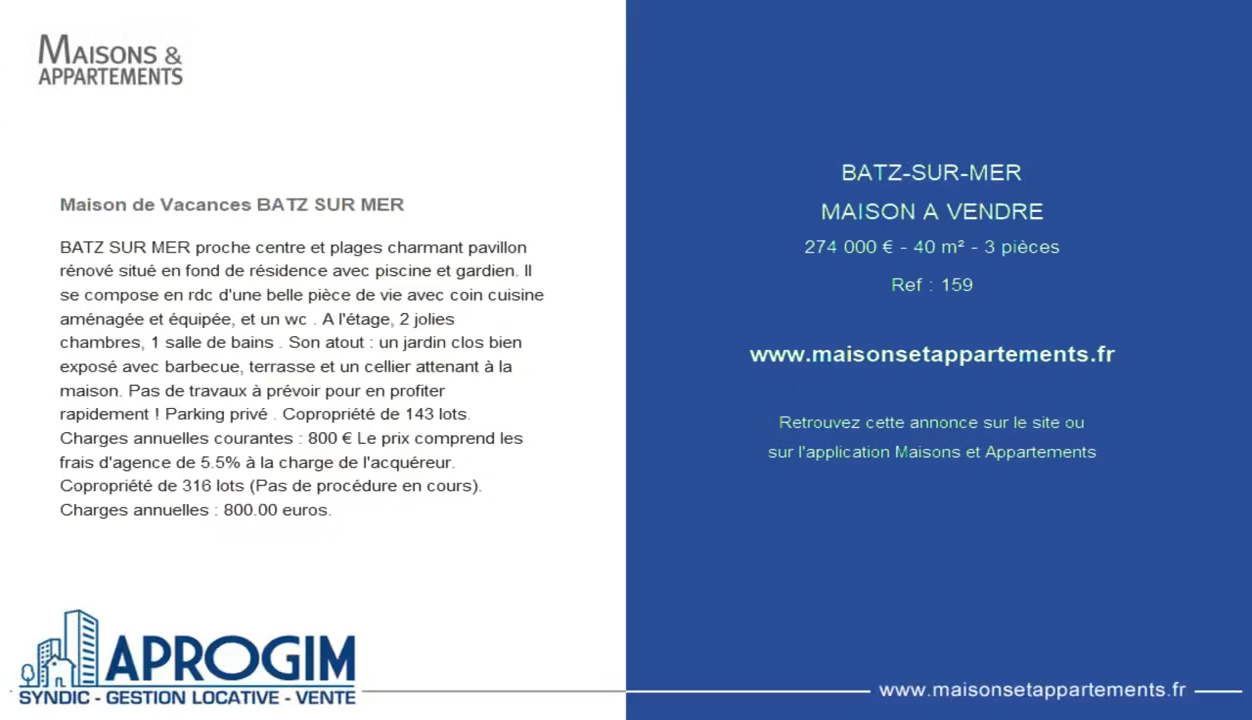 MAISONS &
APPARTEMENTS
Maison de Vacances BATZ SUR MER
BATZ SUR MER proche centre et plages charmant pavillon
rénové situé en fond de résidence avec piscine et gardien. Il
se compose en rdc d'une belle pièce de vie avec coin cuisine
aménagée et équipée, et un wc . A l'étage, 2 jolies
chambres, 1 salle de bains . Son atout : un jardin clos bien
exposé avec barbecue, terrasse et un cellier attenant à la
maison. Pas de travaux à prévoir pour en profiter
rapidement ! Parking privé . Copropriété de 143 lots.
Charges annuelles courantes : 800 € Le prix comprend les
frais d'agence de 5.5% à la charge de l'acquéreur.
Copropriété de 316 lots (Pas de procédure en cours).
Charges annuelles : 800.00 euros.
APROGIM
SYNDIC - GESTION LOCATIVE - VENTE
BATZ-SUR-MER
MAISON A VENDRE
274 000 € - 40 m² - 3 pièces
Ref : 159
www.maisonsetappartements.fr
Retrouvez cette annonce sur le site ou
sur l'application Maisons et Appartements
www.maisonsetappartements.fr